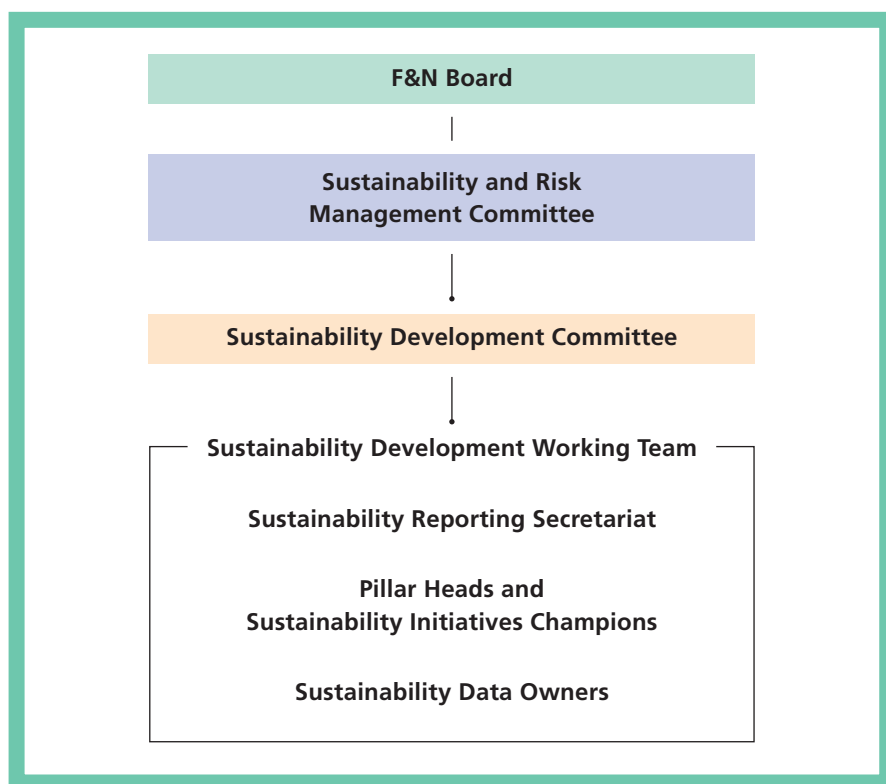 F&N Board
Sustainability and Risk
Management Committee
Sustainability Development Committee
Sustainability Development Working Team
Sustainability Reporting Secretariat
Pillar Heads and
Sustainability Initiatives Champions
Sustainability Data Owners